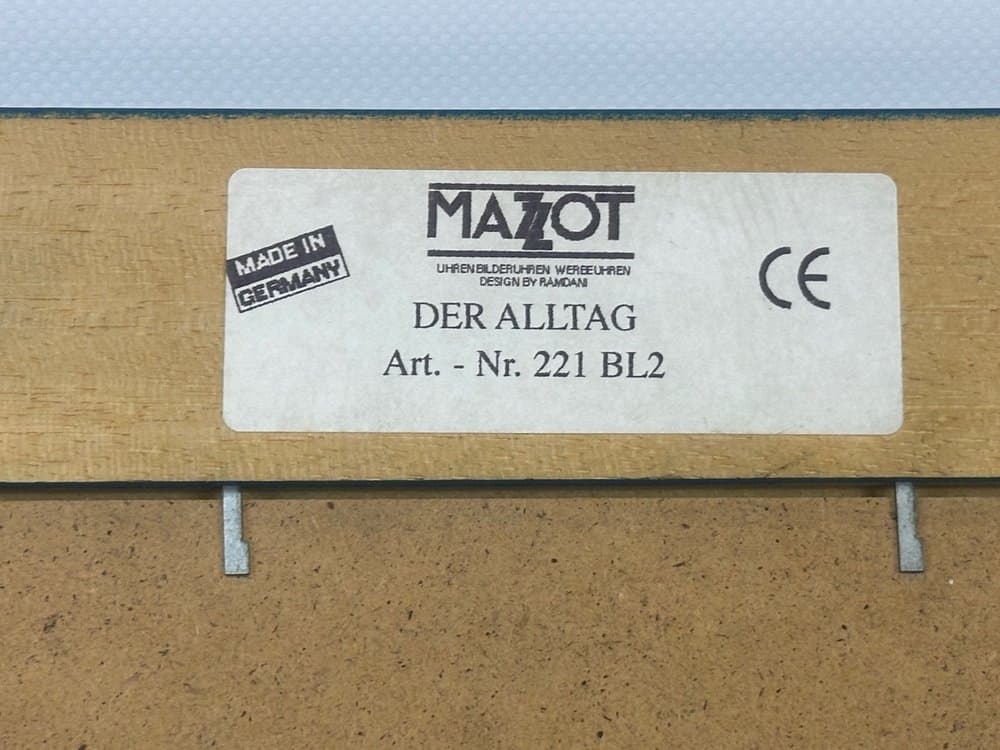 MAZZOT
UHREN BILDERUHREN WERBEUHREN
DESIGN BY RAMDANI
MADE IN
GERMANY
CE
DER ALLTAG
Art. - Nr. 221 BL2